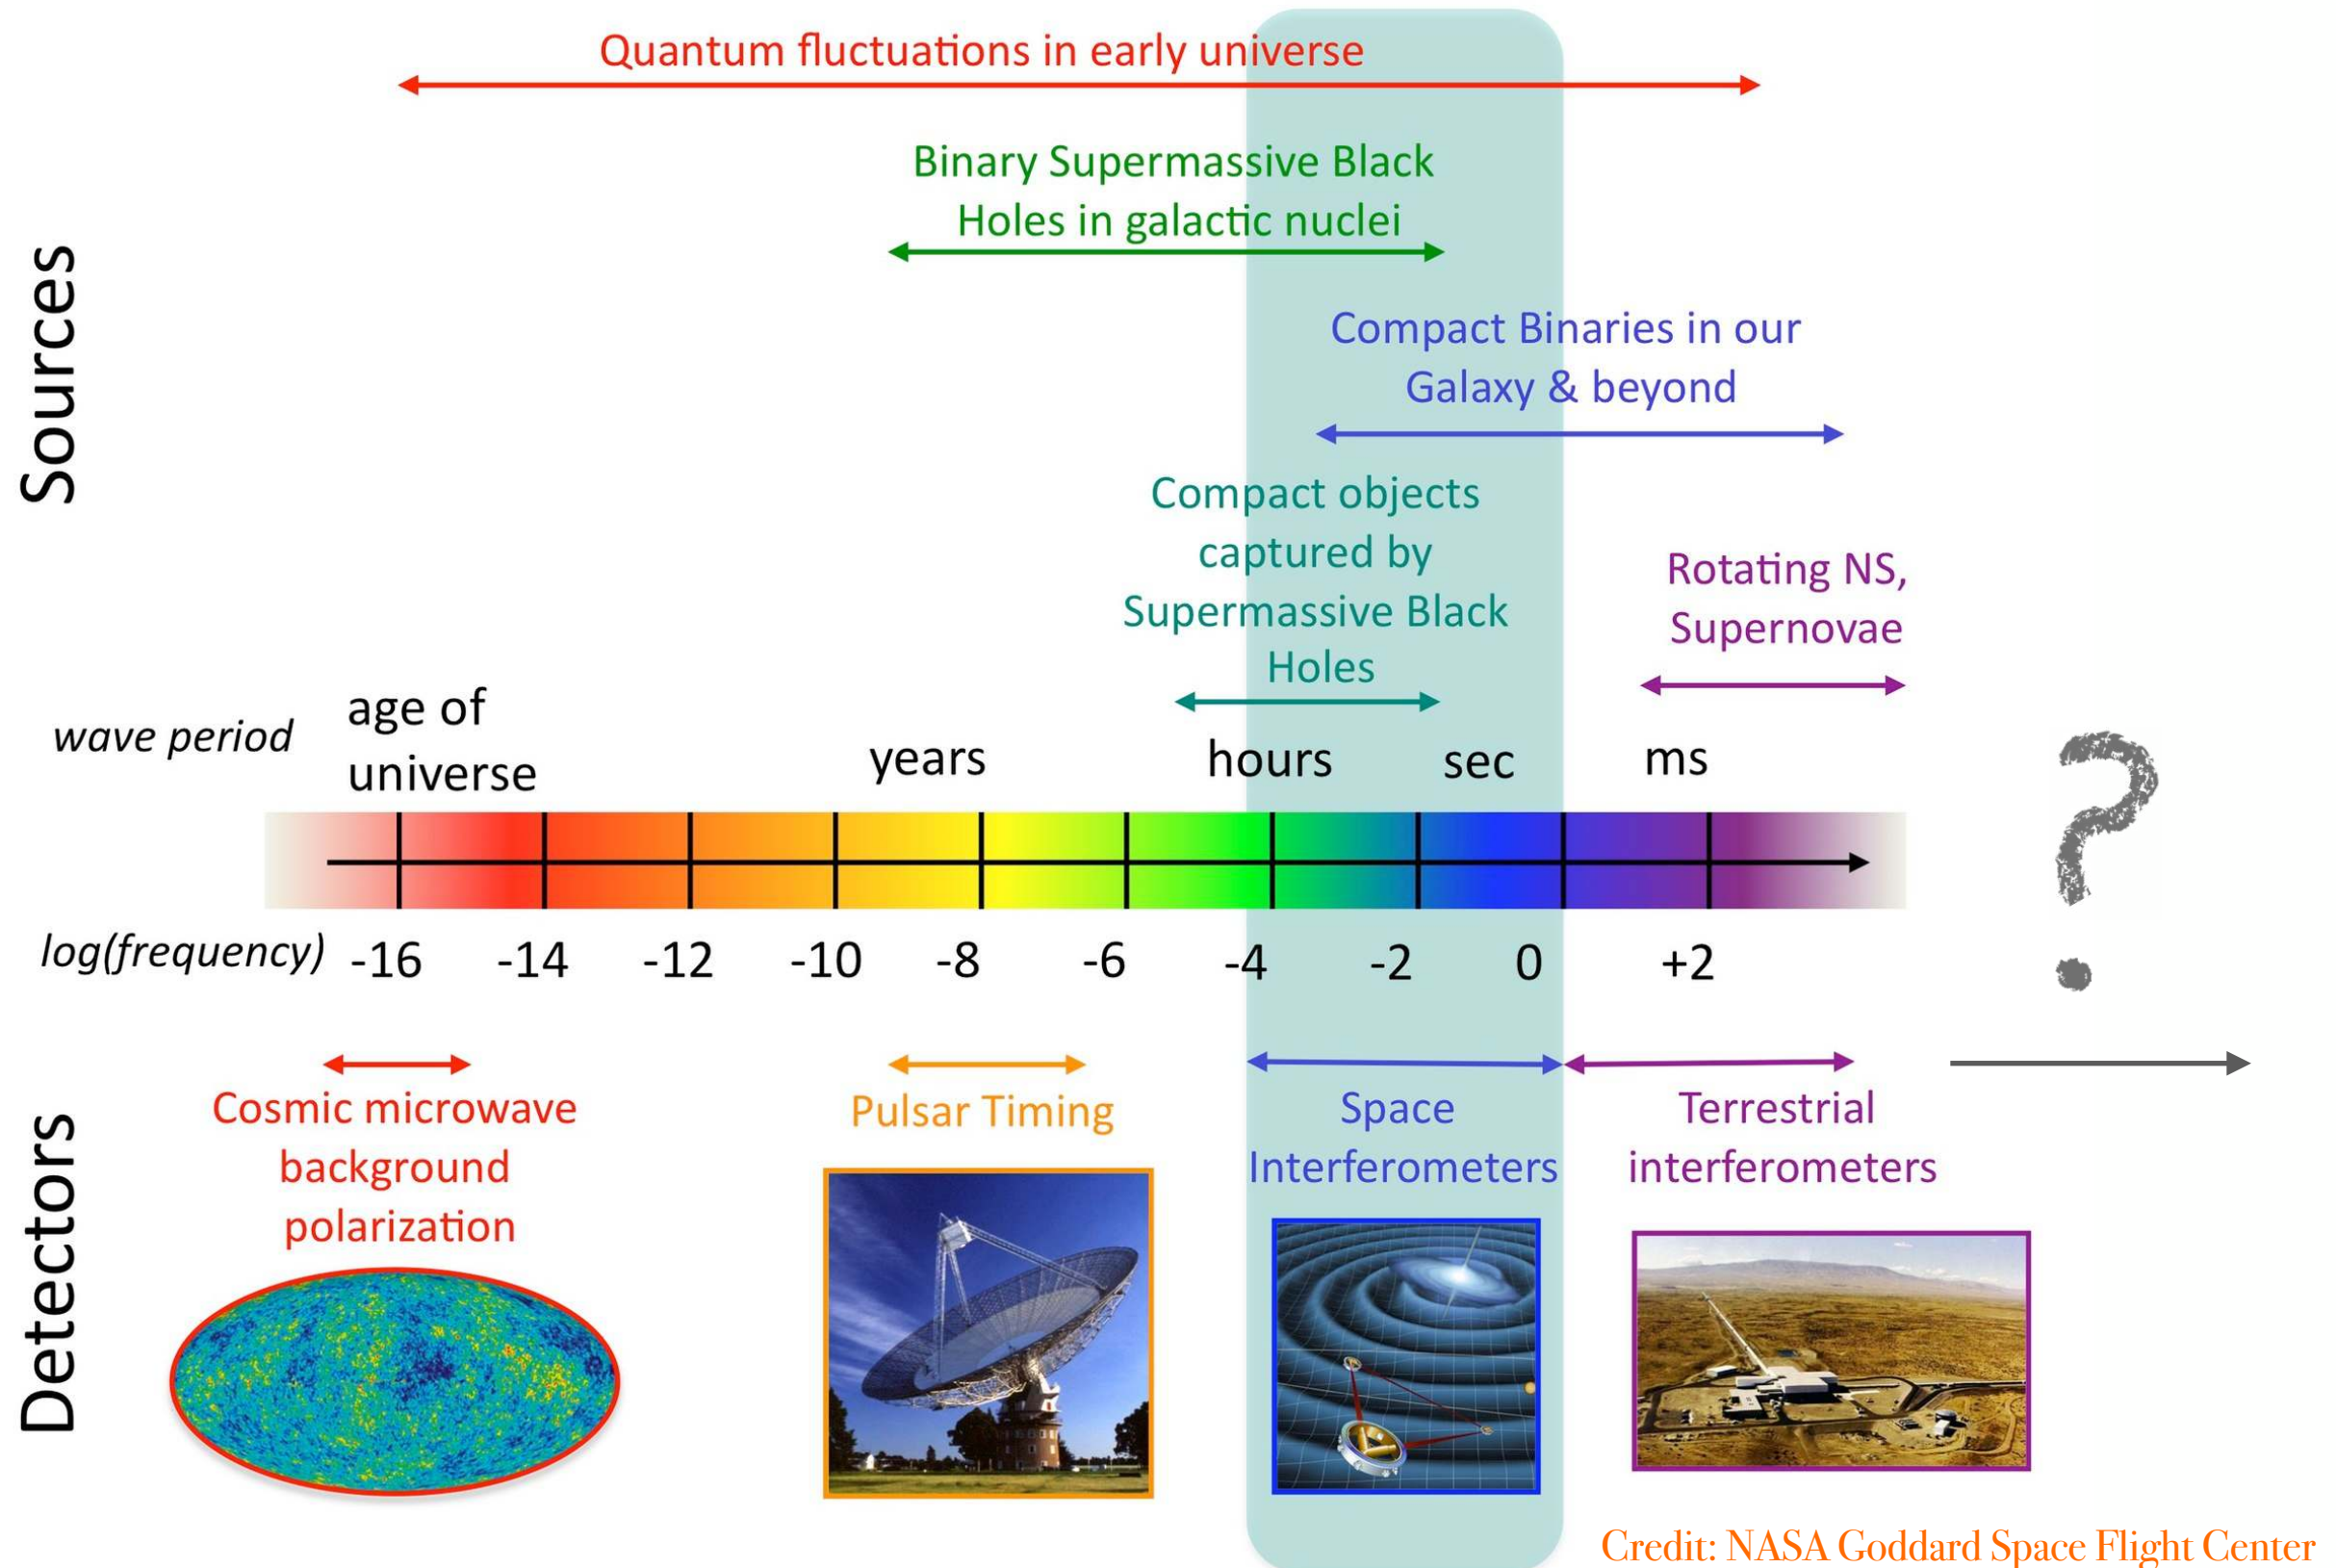 Quantum fluctuations in early universe
Binary Supermassive Black
Holes in galactic nuclei
Compact Binaries in our
Galaxy & beyond
Sources
Compact objects
captured by
Supermassive Black
Holes
Rotating NS,
Supernovae
wave period
age of
universe
years
hours
sec
ms
?
log(frequency)
-16
-14
-12
-10
-8
-6
-4
-2
0
+2
Detectors
Cosmic microwave
background
polarization
Pulsar Timing
Space
Interferometers
Terrestrial
interferometers
Credit: NASA Goddard Space Flight Center